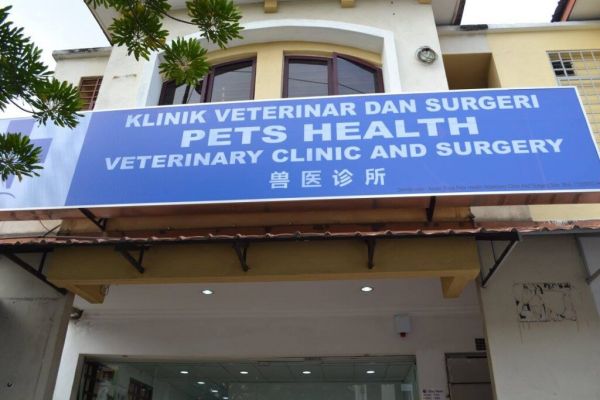 KLINIK VETERINAR DAN SURGERI
PETS HEALTH
VETERINARY CLINIC AND SURGERY
兽医诊所